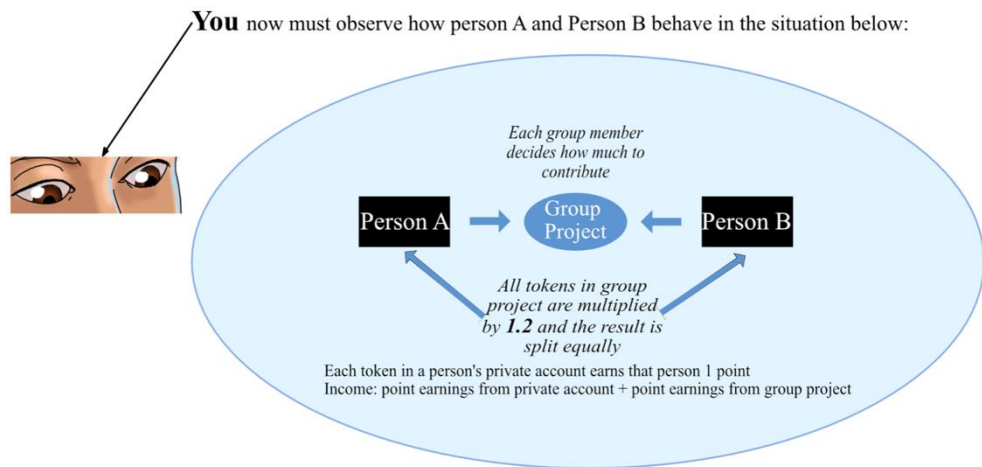 You now must observe how person A and Person B behave in the situation below:
Each group member
decides how much to
contribute
Person A
Group
Project
Person B
All tokens in group
project are multiplied
by 1.2 and the result is
split equally
Each token in a person's private account earns that person 1 point
Income: point earnings from private account + point earnings from group project